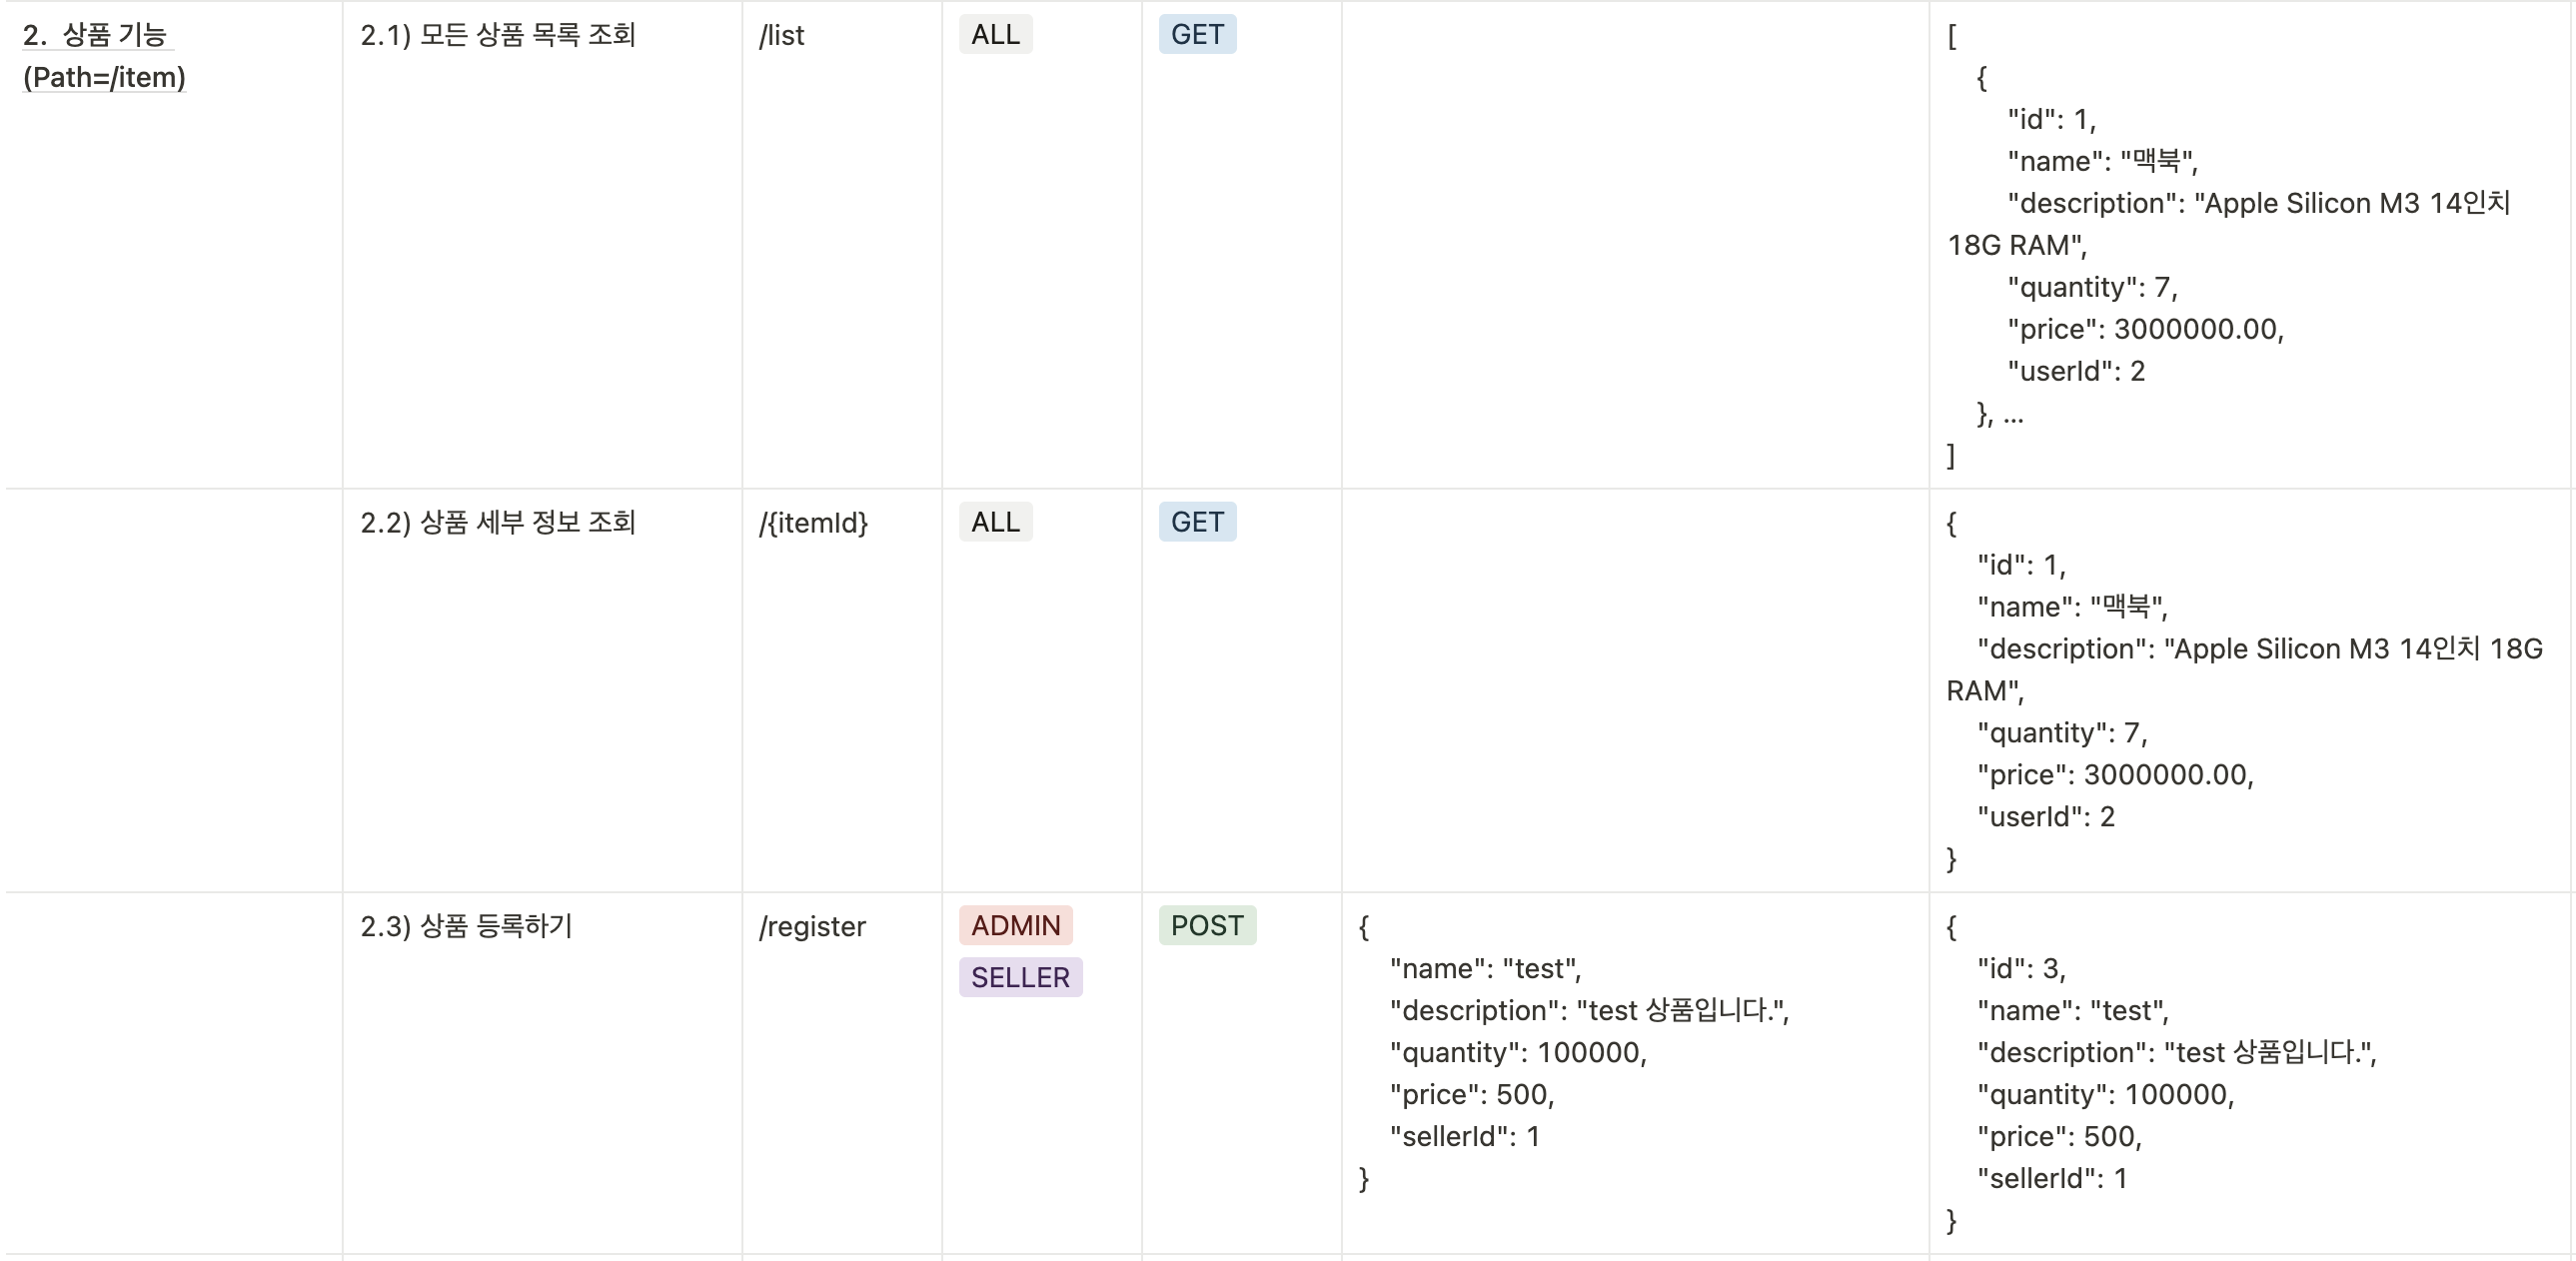 2. 상품 기능
(Path=/item)
2.1) 모든 상품 목록 조회
/list
ALL
GET
[
{
"id": 1,
"name": "맥북",
"description": "Apple Silicon M3 14인치
18G RAM",
"quantity": 7,
"price": 3000000.00,
"userId": 2
}, ...
]
2.2) 상품 세부 정보 조회
/{itemId}
ALL
GET
{
"id": 1,
"name": "맥북",
"description": "Apple Silicon M3 14인치 18G
RAM",
"quantity": 7,
"price": 3000000.00,
"userId": 2
}
2.3) 상품 등록하기
/register
ADMIN
SELLER
POST
{
"name": "test",
"description": "test 상품입니다.",
"quantity": 100000,
"price": 500,
"sellerId": 1
}
{
"id": 3,
"name": "test",
"description": "test 상품입니다.",
"quantity": 100000,
"price": 500,
"sellerId": 1
}